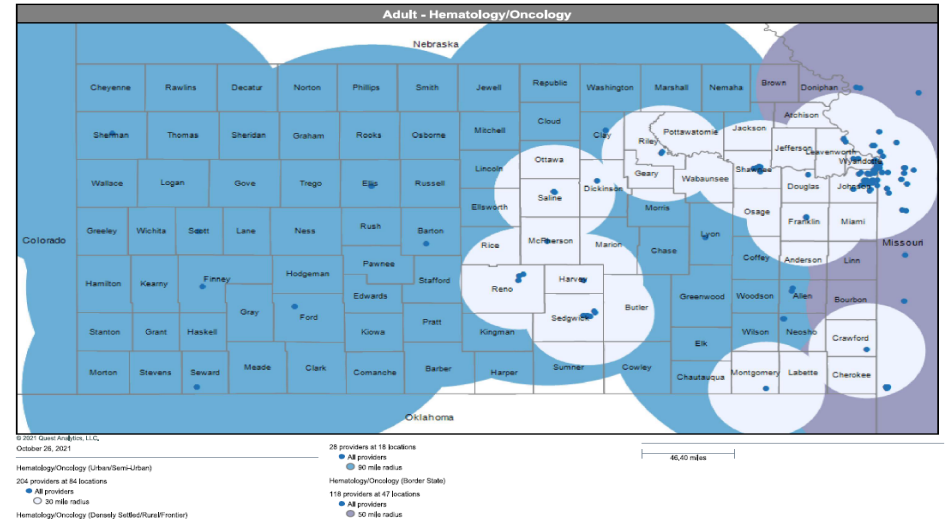 Adult - Hematology/Oncology
Nebraska
Cheyenne Rawlins Decatur Norton Phillips Smith Jewell Republic Washington Marshall Nemaha Brown Doniphan
Atchison
Sherman Thomas Sheridan Graham Rooks Osborne Mitchell Cloud Clay Riley Pottawatomie Jackson
Jefferson Leavenworth
Wyandotte
Ottawa
Wallace Logan Gove Trego Ellis Russell Lincoln Saline Dickinson Geary Wabaunsee Shawnee Douglas Johnson
Ellsworth Morris Osage Franklin Miami
Colorado Greeley Wichita Scott Lane Ness Rush Barton Rice McPherson Marion Chase Lyon Missouri
Coffey Anderson Linn
Hamilton Kearny Finney Hodgeman Pawnee Stafford Reno Harvey
Gray Ford Edwards Sedgwick Butler Greenwood Woodson Allen Bourbon
Stanton Grant Haskell Kiowa Pratt Kingman Elk Wilson Neosho Crawford
Morton Stevens Seward Meade Clark Comanche Barber Harper Sumner Cowley Chautauqua Montgomery Labette Cherokee
Oklahoma
© 2021 Quest Analytics, LLC.
October 26, 2021
Hematology/Oncology (Urban/Semi-Urban)
204 providers at 84 locations
All providers
30 mile radius
Hematology/Oncology (Densely Settled/Rural/Frontier)
28 providers at 18 locations
All providers
90 mile radius
Hematology/Oncology (Border State)
118 providers at 47 locations
All providers
50 mile radius
46.40 miles